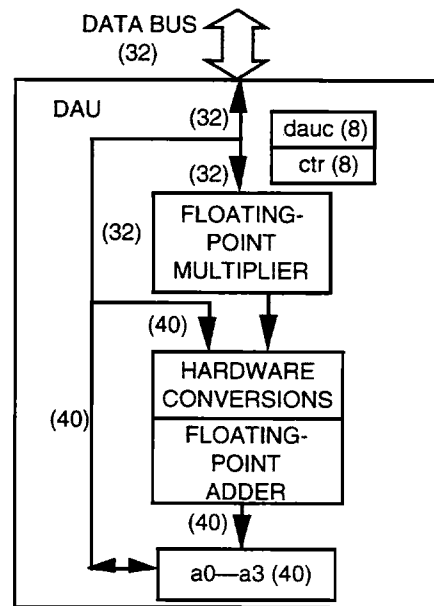 DATA BUS
(32)
DAU
(32)
dauc (8)
ctr (8)
(32)
(32)
FLOATING-
POINT
MULTIPLIER
(40)
HARDWARE
CONVERSIONS
(40)
FLOATING-
POINT
ADDER
(40)
a0—a3 (40)